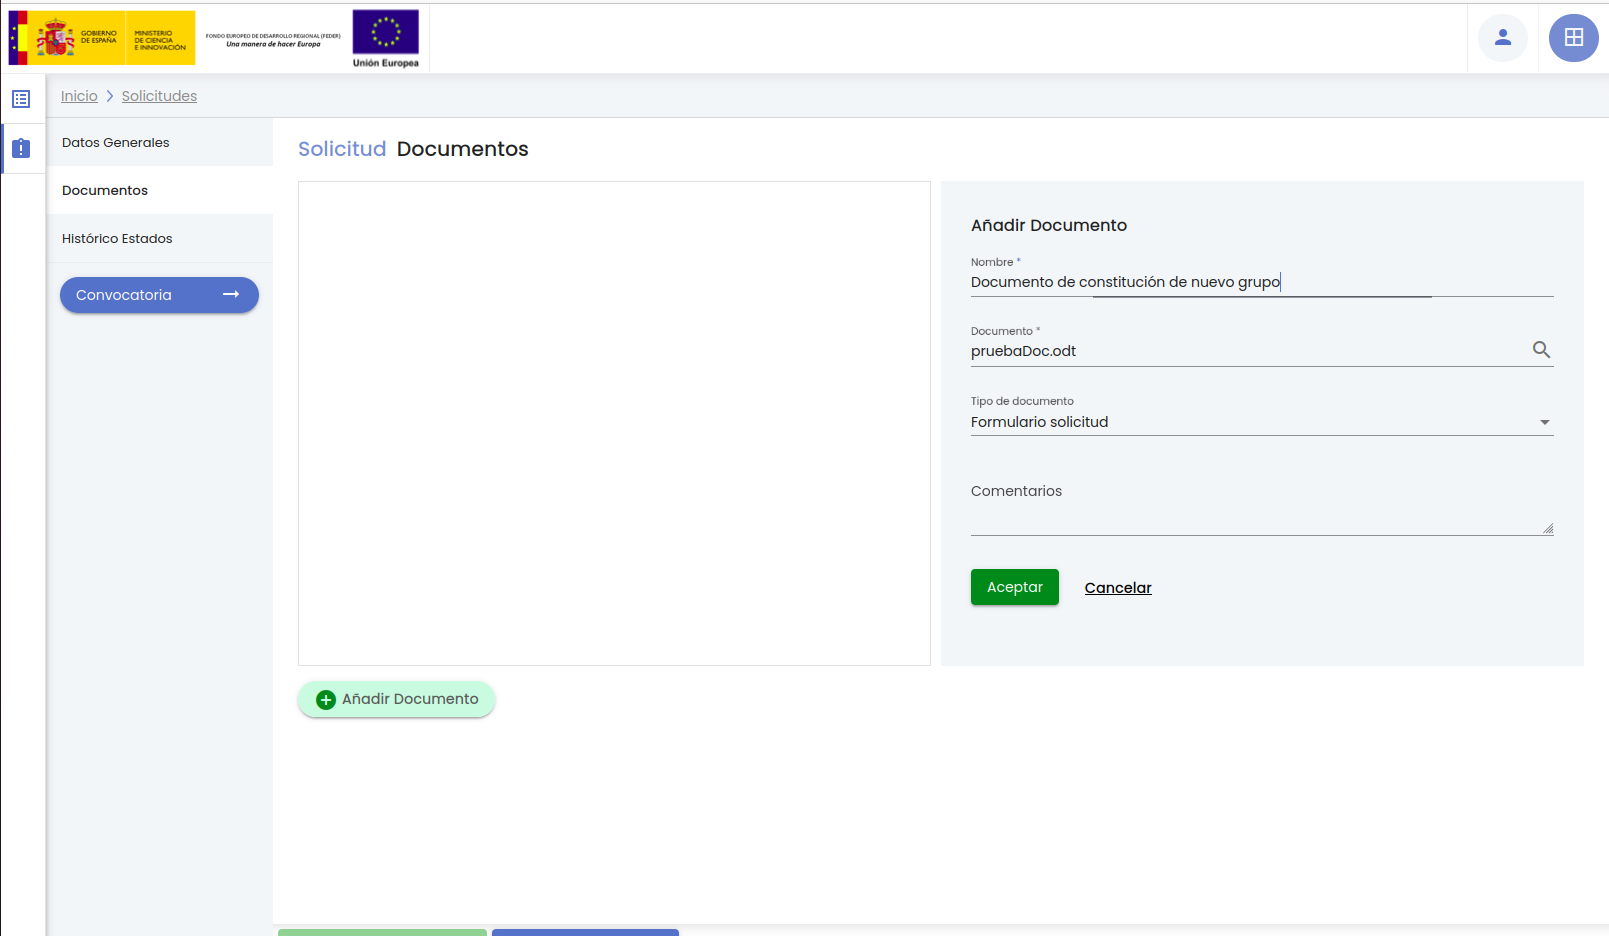 GOBIERNO
DE ESPAÑA
MINISTERIO
DE CIENCIA
E INNOVACIÓN
FONDO EUROPEO DE DESARROLLO REGIONAL (FEDER)
Una manera de hacer Europa
Unión Europea
Inicio
Solicitudes
Datos Generales
Documentos
Histórico Estados
Convocatoria
Solicitud Documentos
Añadir Documento
Nombre *
Documento de constitución de nuevo grupo
Documento *
pruebaDoc.odt
Tipo de documento
Formulario solicitud
Comentarios
Aceptar
Cancelar
Añadir Documento